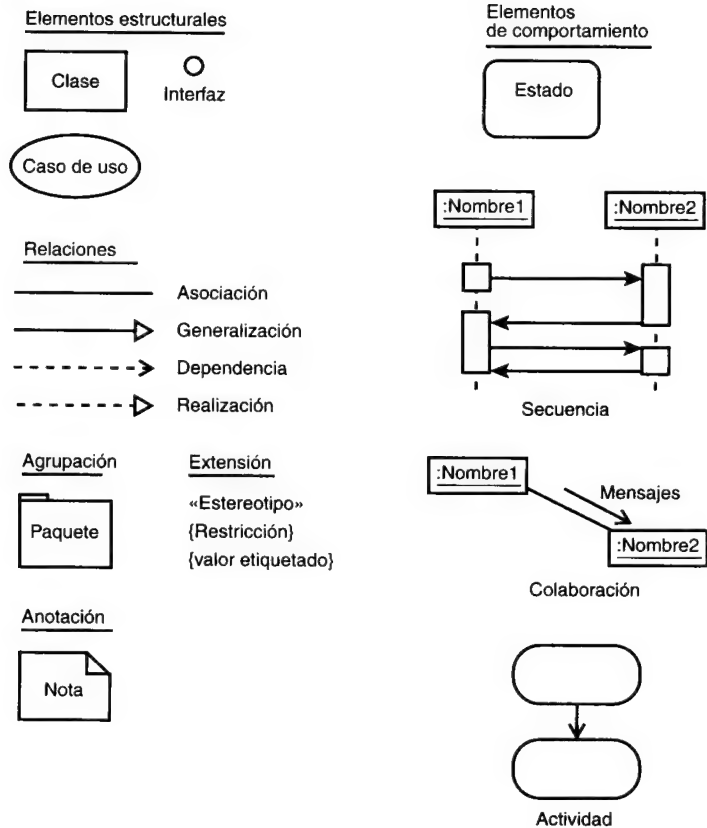 Elementos estructurales
Clase
Interfaz
Caso de uso
Relaciones
Asociación
Generalización
Dependencia
Realización
Agrupación
Paquete
Extensión
«Estereotipo»
{Restricción}
{valor etiquetado}
Anotación
Nota
Elementos
de comportamiento
Estado
:Nombre1
:Nombre2
Secuencia
:Nombre1
Mensajes
:Nombre2
Colaboración
Actividad